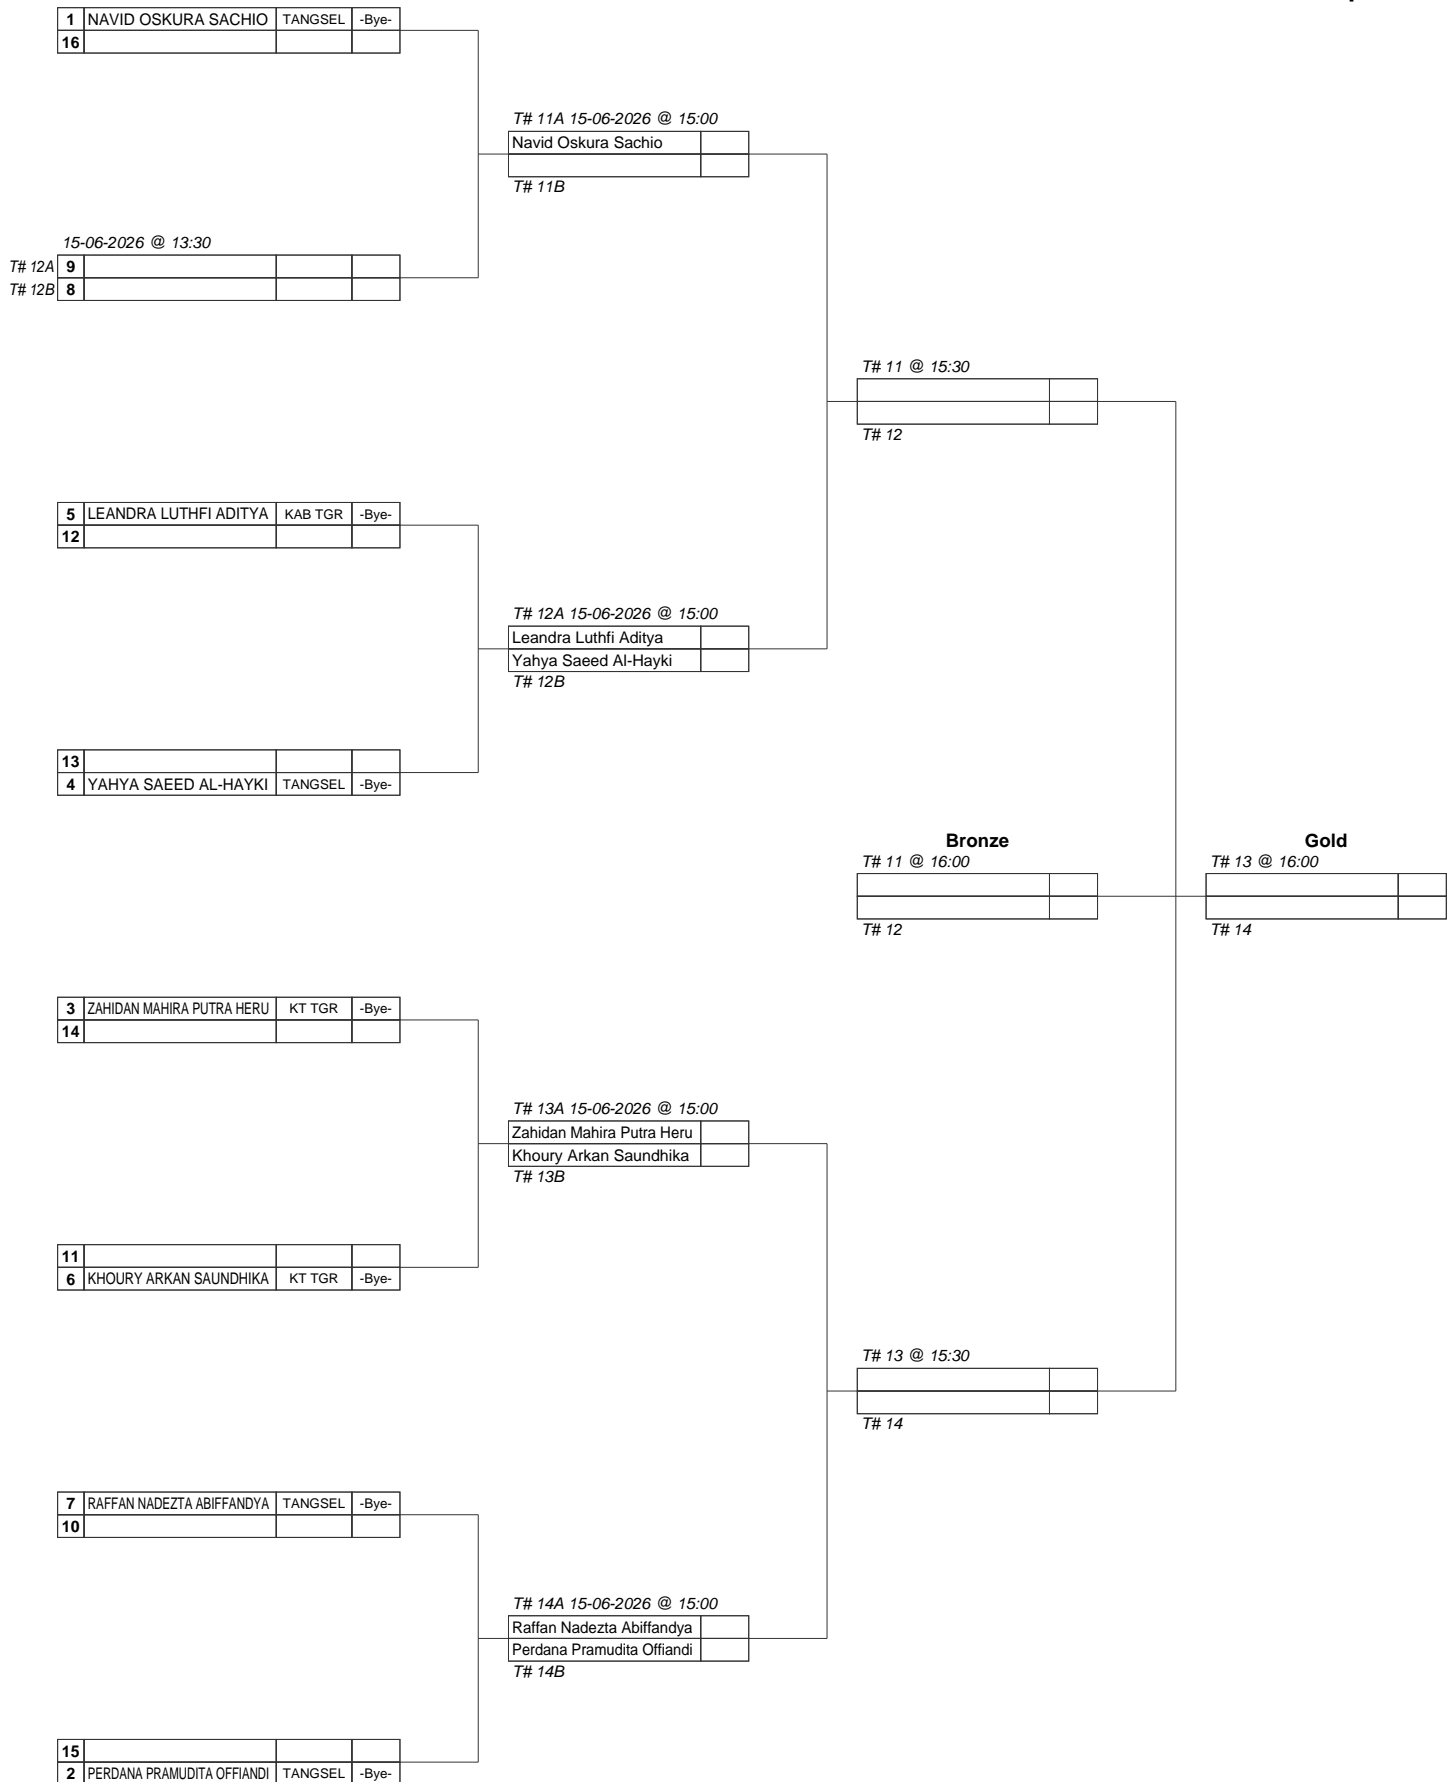 1 NAVID OSKURA SACHIO TANGSEL -Bye-
16
T# 11A 15-06-2026 @ 15:00
Navid Oskura Sachio
T# 11B
15-06-2026 @ 13:30
T# 12A 9
T# 12B 8
T# 11 @ 15:30
T# 12
5 LEANDRA LUTHFI ADITYA KAB TGR -Bye-
12
T# 12A 15-06-2026 @ 15:00
Leandra Luthfi Aditya
Yahya Saeed Al-Hayki
T# 12B
13
4 YAHYA SAEED AL-HAYKI TANGSEL -Bye-
Bronze Gold
T# 11 @ 16:00 T# 13 @ 16:00
T# 12 T# 14
3 ZAHIDAN MAHIRA PUTRA HERU KT TGR -Bye-
14
T# 13A 15-06-2026 @ 15:00
Zahidan Mahira Putra Heru
Khoury Arkan Saundhika
T# 13B
11
6 KHOURY ARKAN SAUNDHIKA KT TGR -Bye-
T# 13 @ 15:30
T# 14
7 RAFFAN NADEZTA ABIFFANDYA TANGSEL -Bye-
10
T# 14A 15-06-2026 @ 15:00
Raffan Nadezta Abiffandya
Perdana Pramudita Offiandi
T# 14B
15
2 PERDANA PRAMUDITA OFFIANDI TANGSEL -Bye-